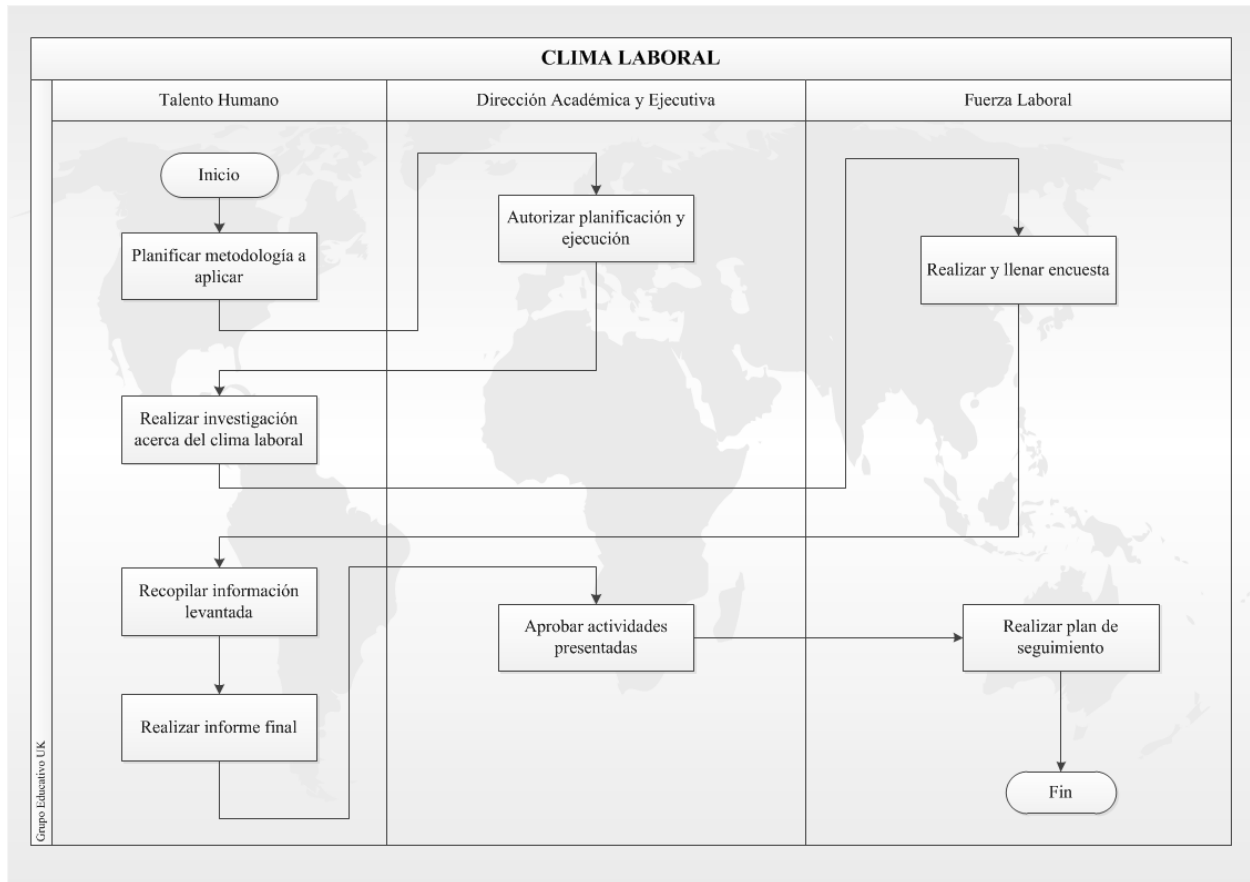 CLIMA LABORAL
Talento Humano
Dirección Académica y Ejecutiva
Fuerza Laboral
Inicio
Planificar metodología a
aplicar
Autorizar planificación y
ejecución
Realizar y llenar encuesta
Realizar investigación
acerca del clima laboral
Recopilar información
levantada
Realizar informe final
Aprobar actividades
presentadas
Realizar plan de
seguimiento
Fin
Grupo Educativo UK